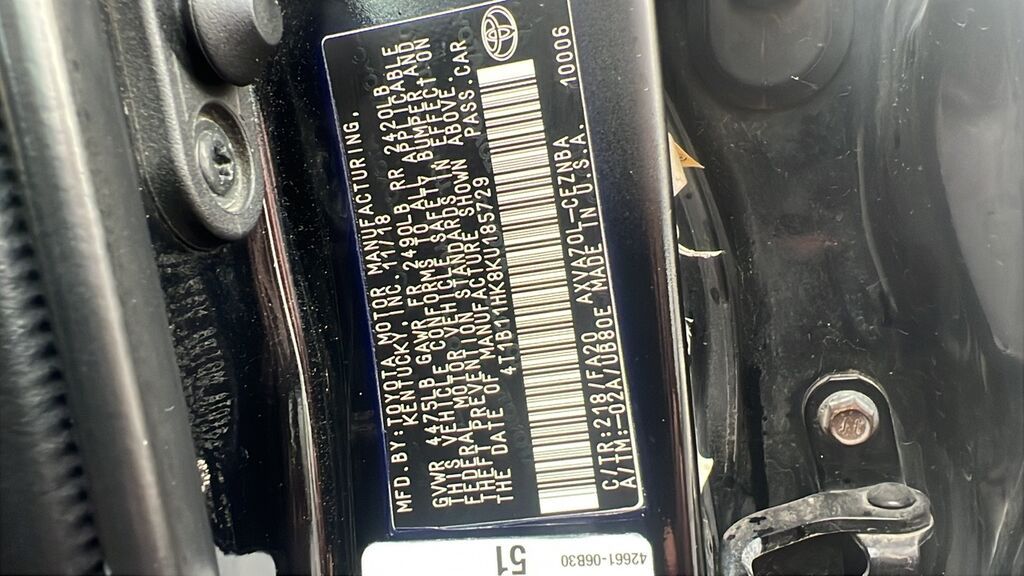 MFD.BY:TOYOTA MOTOR MANUFACTURING,
KENTUCKY,INC. 11/18
GVWR 4475LB GAWR FR 2490LB RR 2420LB
THIS VEHICLE CONFORMS TO ALL APPLICABLE
FEDERAL MOTOR VEHICLE SAFETY BUMPER,AND
THEFT PREVENTION STANDARDS IN EFFECT ON
THE DATE OF MANUFACTURE SHOWN ABOVE.
4T1B11HK8KU185729 PASS.CAR
C/TR:218/FA20 AXVA70L-CEZNBA
A/TM:-02A/UB80E MADE IN U.S.A. 10006
51
42661-06B30